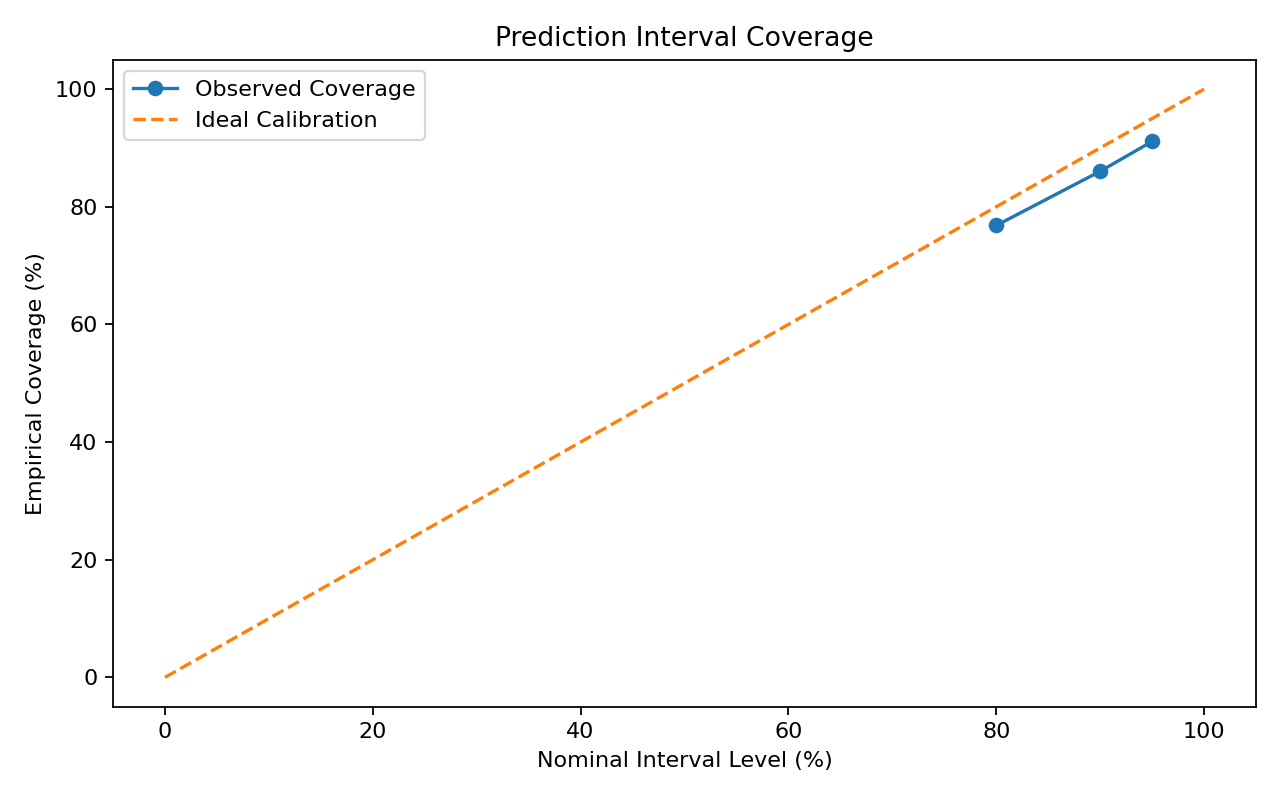 Prediction Interval Coverage
Observed Coverage
Ideal Calibration
Empirical Coverage (%)
100
80
60
40
20
0
0 20 40 60 80 100
Nominal Interval Level (%)